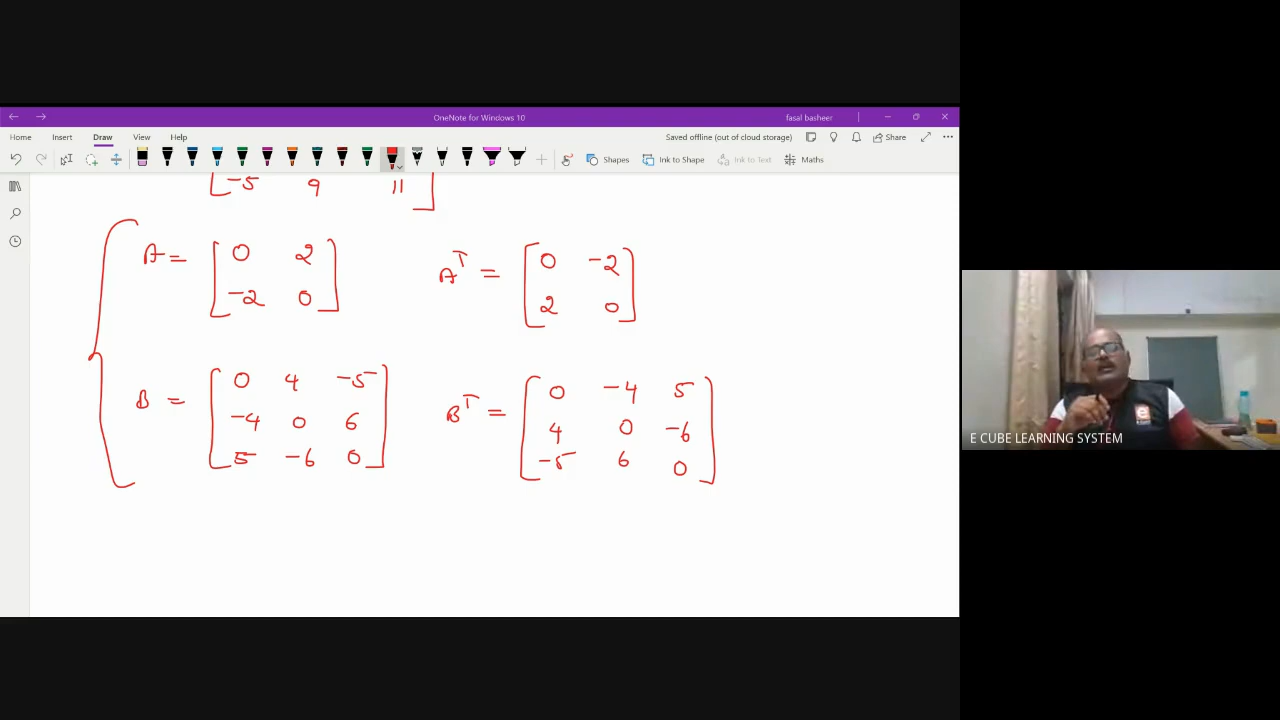 OneNote for Windows 10
fasal basheer
Home Insert Draw View Help
Saved offline (out of cloud storage) Share
Shapes Ink to Shape Ink to Text Maths
-5 9 11
A = [0 2
-2 0]
A^T = [0 -2
2 0]
B = [0 4 -5
-4 0 6
5 -6 0]
B^T = [0 -4 5
4 0 -6
-5 6 0]
E CUBE LEARNING SYSTEM